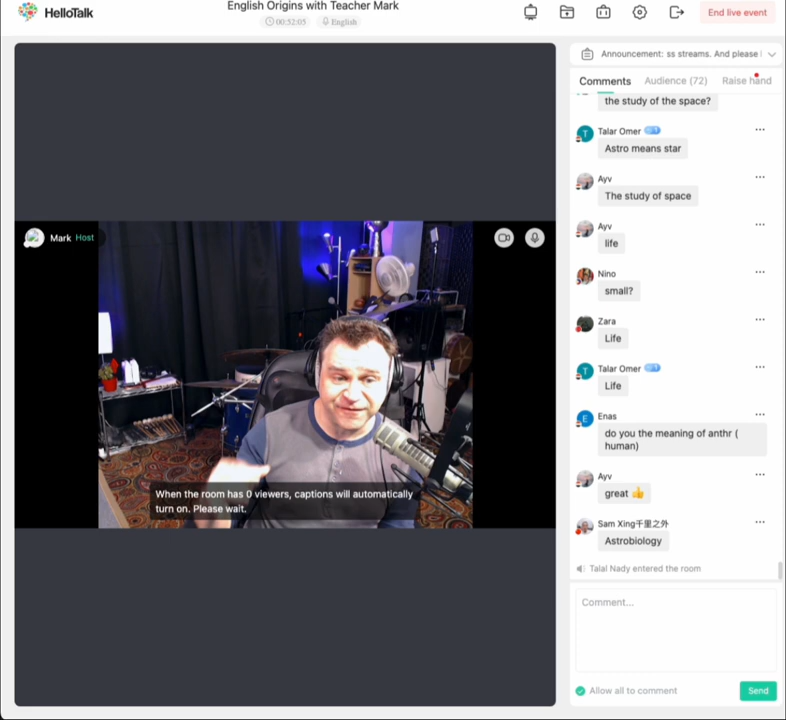 HelloTalk
English Origins with Teacher Mark
00:52:05 English
End live event
Announcement: ss streams. And please
Comments Audience (72) Raise hand
the study of the space?
Talar Omer
Astro means star
Ayv
The study of space
Ayv
life
Nino
small?
Zara
Life
Talar Omer
Life
Enas
do you the meaning of anthr (
human)
Ayv
great 👍
Sam Xing千里之外
Astrobiology
Talal Nady entered the room
Comment...
Allow all to comment
Send
Mark Host
When the room has 0 viewers, captions will automatically
turn on. Please wait.